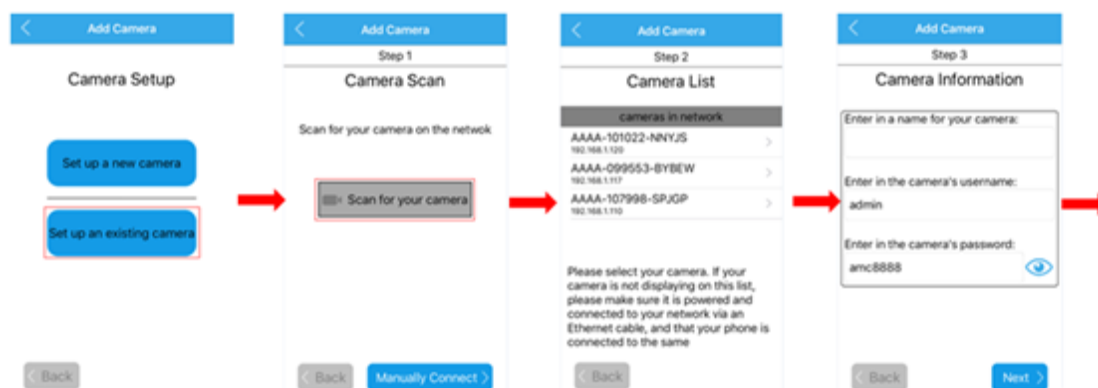 Add Camera
Camera Setup
Set up a new camera
Set up an existing camera
Back
Add Camera
Step 1
Camera Scan
Scan for your camera on the netwok
Scan for your camera
Back
Manually Connect
Add Camera
Step 2
Camera List
cameras in network
AAAA-101022-NNYJS
192.168.1.120
AAAA-099553-BYBEW
192.168.1.117
AAAA-107998-SPJGP
192.168.1.110
Please select your camera. If your
camera is not displaying on this list,
please make sure it is powered and
connected to your network via an
Ethernet cable, and that your phone is
connected to the same
Back
Add Camera
Step 3
Camera Information
Enter in a name for your camera:
Enter in the camera's username:
admin
Enter in the camera's password:
amc8888
Back
Next